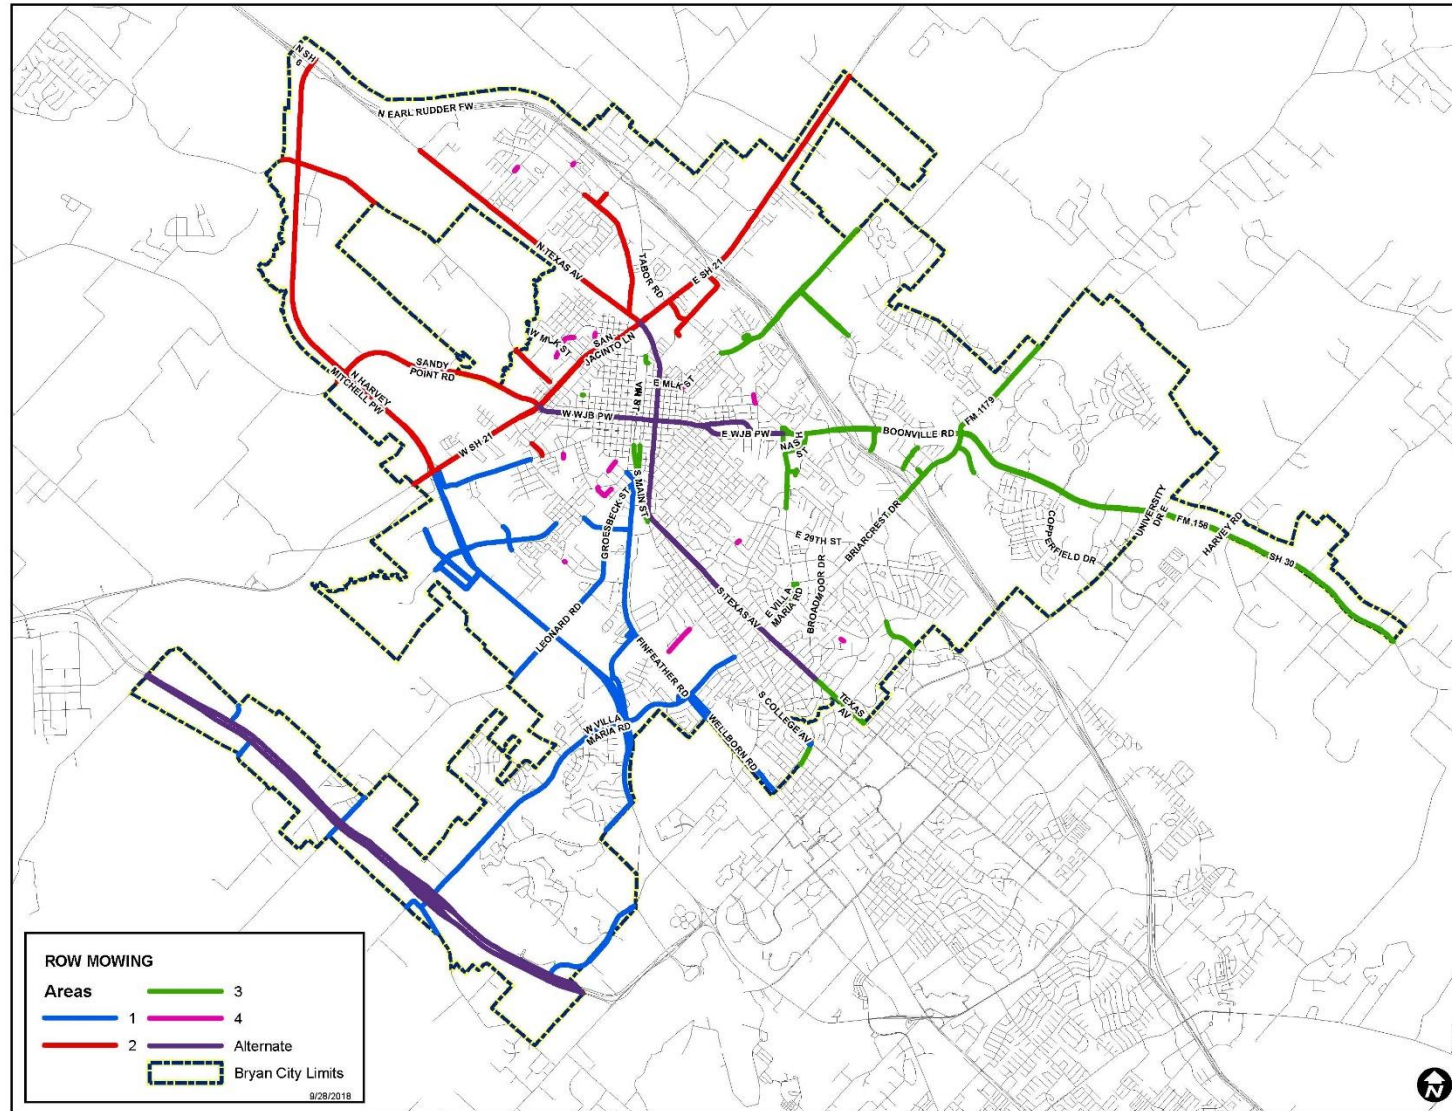 N SH
6
N EARL RUDDER FW
N TEXAS AV
TABOR RD
E SH 21
W MLK ST
SAN
JACINTO LN
SANDY
POINT RD
N HARVEY
MITCHELL PW
E MLK ST
W WJB PW
E WJB PW
NASH
ST
BOONVILLE RD
FM 1179
W SH 21
S MAIN ST
GROESBECK ST
BRIARCREST DR
E 29TH ST
COPPERFIELD DR
UNIVERSITY
DR E
FM 158
HARVEY RD
SH 30
LEONARD RD
S TEXAS AV
E VILLA
MARIA RD
BROADMOOR DR
FINFEATHER RD
TEXAS
AV
S COLLEGE AV
W VILLA
MARIA RD
WELLBORN RD
ROW MOWING
Areas
1
2
3
4
Alternate
Bryan City Limits
9/28/2018
N